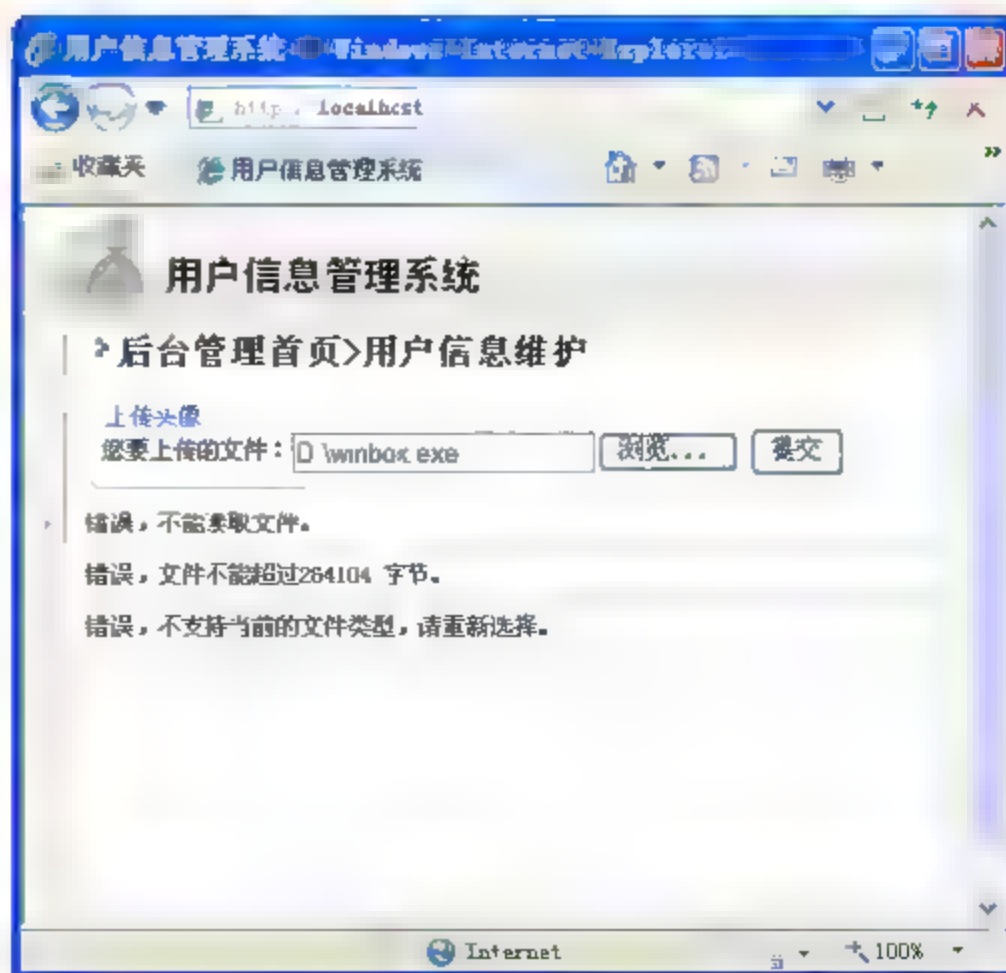 用户信息管理系统 - Windows Internet Explorer
http localhost
收藏夹 用户信息管理系统
用户信息管理系统
后台管理首页>用户信息维护
上传头像
您要上传的文件: D \winbox exe 浏览... 提交
错误,不能读取文件。
错误,文件不能超过264104 字节。
错误,不支持当前的文件类型,请重新选择。
Internet 100%